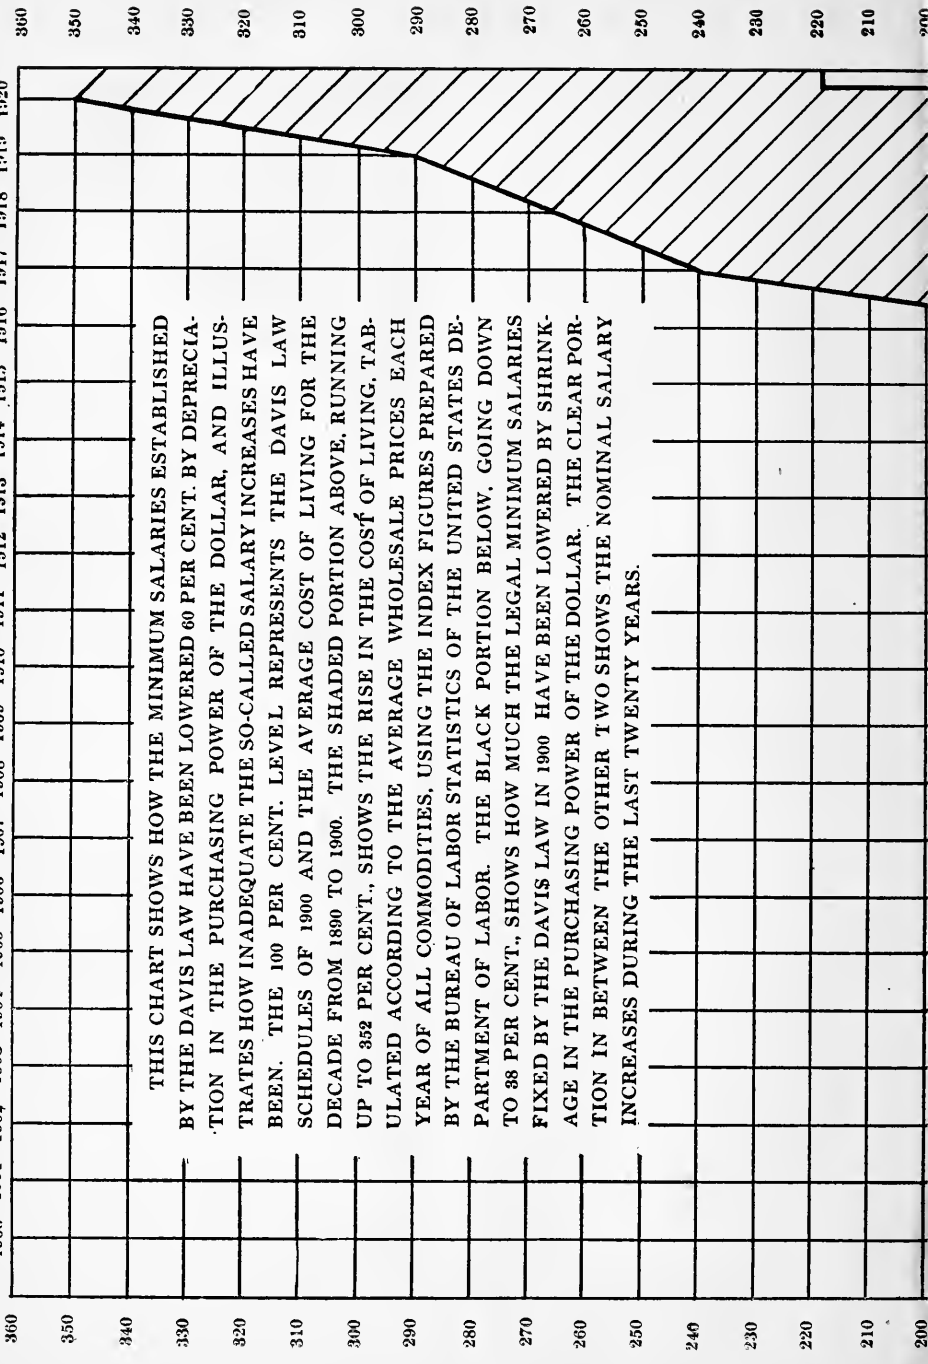 1912 1913 1914 1915 1916 1917 1918 1919 1920
360 360
350 350
340 340
330 330
320 320
310 310
300 300
290 290
280 280
270 270
260 260
250 250
240 240
230 230
220 220
210 210
200 200
THIS CHART SHOWS HOW THE MINIMUM SALARIES ESTABLISHED
BY THE DAVIS LAW HAVE BEEN LOWERED 60 PER CENT. BY DEPRECIA-
TION IN THE PURCHASING POWER OF THE DOLLAR, AND ILLUS-
TRATES HOW INADEQUATE THE SO-CALLED SALARY INCREASES HAVE
BEEN. THE 100 PER CENT. LEVEL REPRESENTS THE DAVIS LAW
SCHEDULES OF 1900 AND THE AVERAGE COST OF LIVING FOR THE
DECADE FROM 1890 TO 1900. THE SHADED PORTION ABOVE, RUNNING
UP TO 352 PER CENT., SHOWS THE RISE IN THE COST OF LIVING, TAB-
ULATED ACCORDING TO THE AVERAGE WHOLESALE PRICES EACH
YEAR OF ALL COMMODITIES, USING THE INDEX FIGURES PREPARED
BY THE BUREAU OF LABOR STATISTICS OF THE UNITED STATES DE-
PARTMENT OF LABOR. THE BLACK PORTION BELOW, GOING DOWN
TO 38 PER CENT., SHOWS HOW MUCH THE LEGAL MINIMUM SALARIES
FIXED BY THE DAVIS LAW IN 1900 HAVE BEEN LOWERED BY SHRINK-
AGE IN THE PURCHASING POWER OF THE DOLLAR. THE CLEAR POR-
TION IN BETWEEN THE OTHER TWO SHOWS THE NOMINAL SALARY
INCREASES DURING THE LAST TWENTY YEARS.